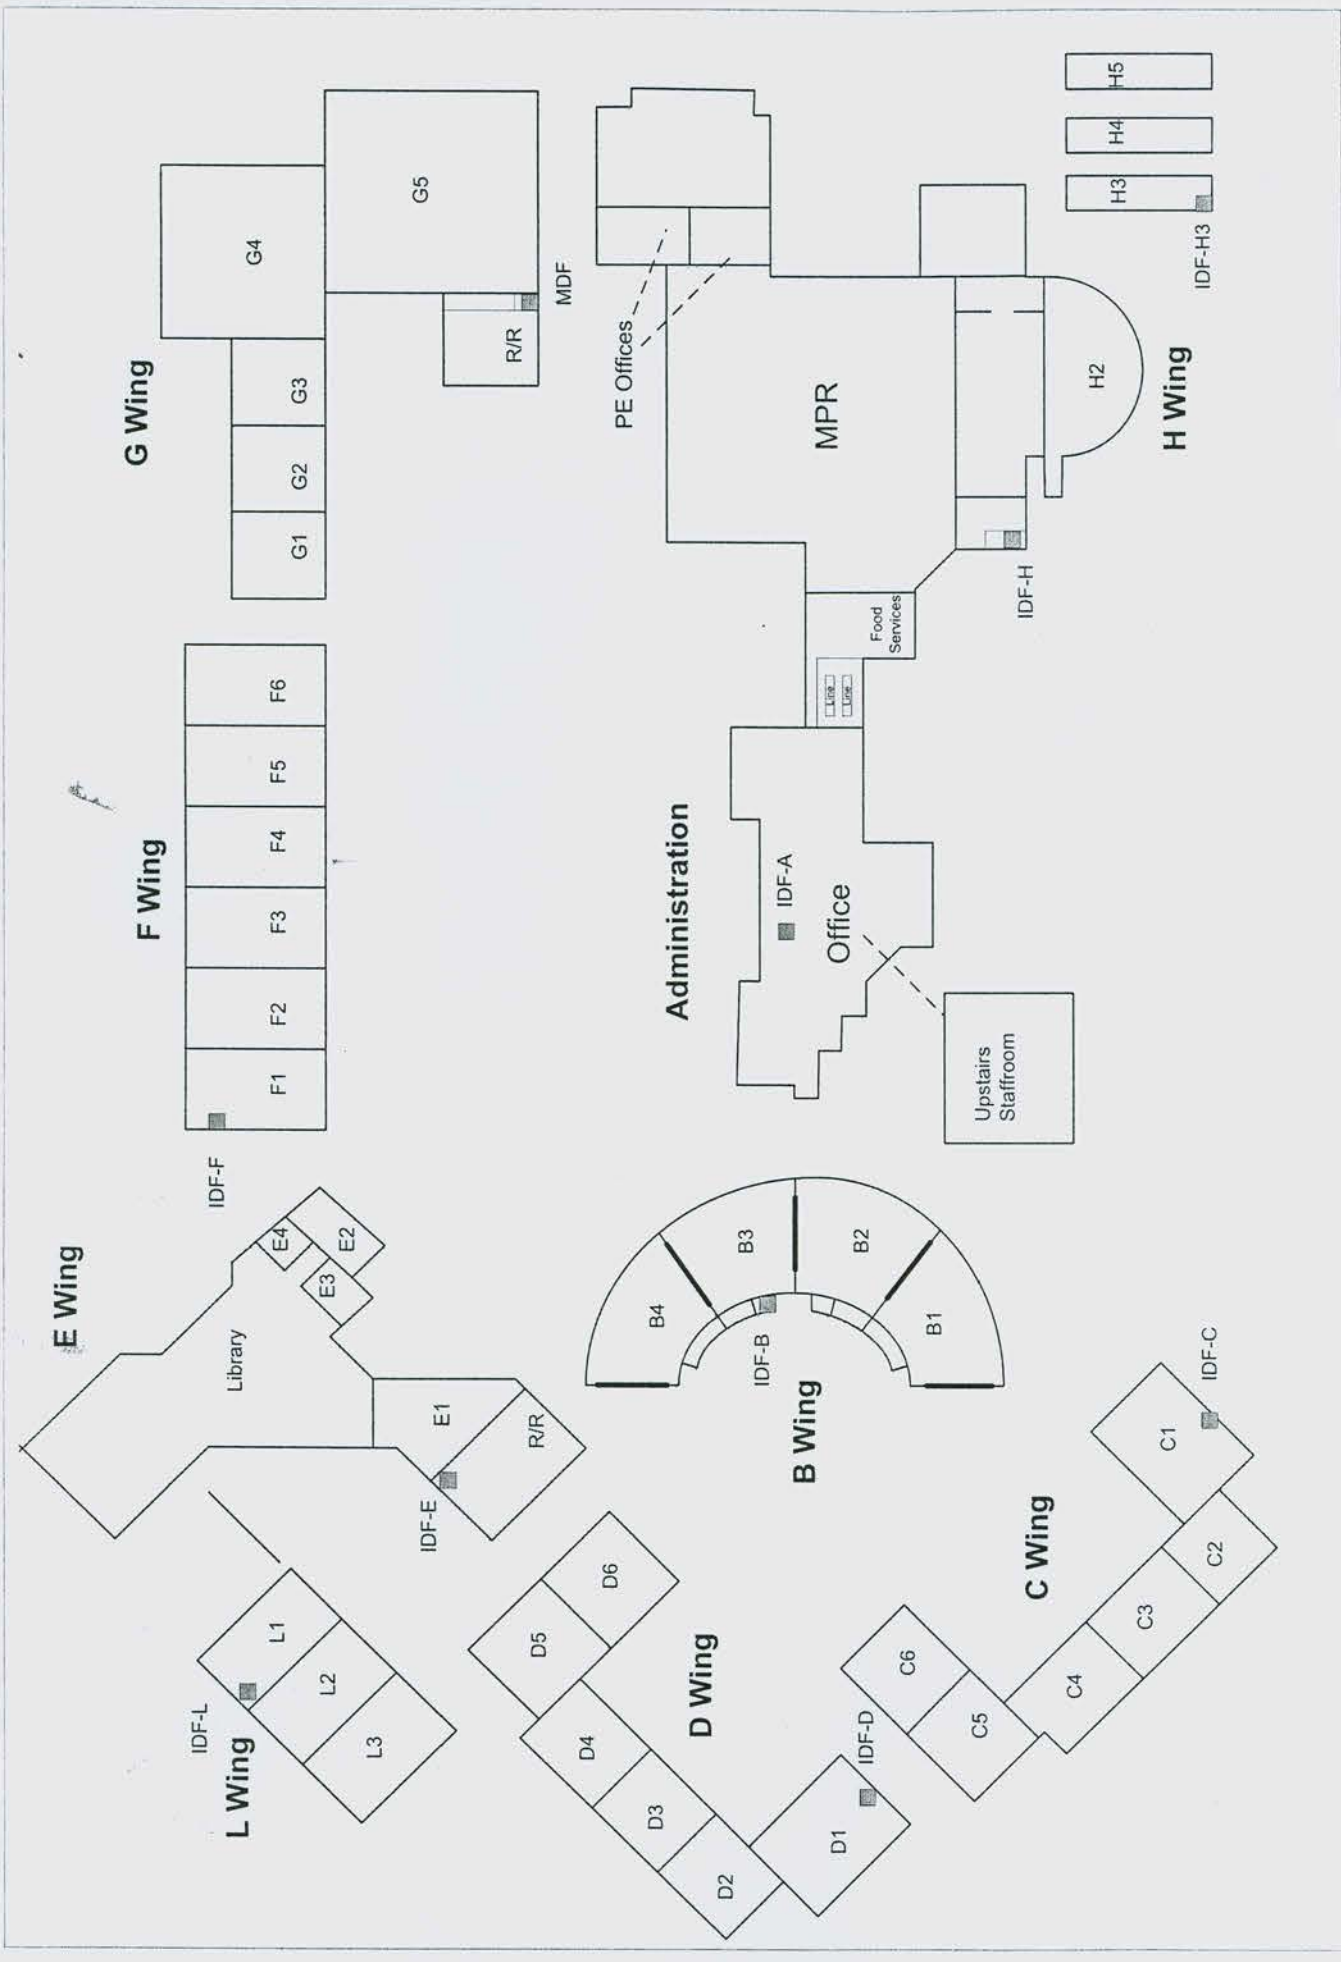 L Wing
IDF-L
L1
L2
L3
E Wing
Library
E4
E3
E2
E1
R/R
IDF-E
IDF-F
F Wing
F1
F2
F3
F4
F5
F6
G Wing
G1
G2
G3
G4
G5
R/R
MDF
D Wing
D1
D2
D3
D4
D5
D6
IDF-D
B Wing
IDF-B
B4
B3
B2
B1
Administration
IDF-A
Office
Upstairs
Staffroom
Line
Line
Food
Services
PE Offices
MPR
IDF-H
H2
H Wing
H3
H4
H5
IDF-H3
C Wing
C6
C5
C4
C3
C2
C1
IDF-C